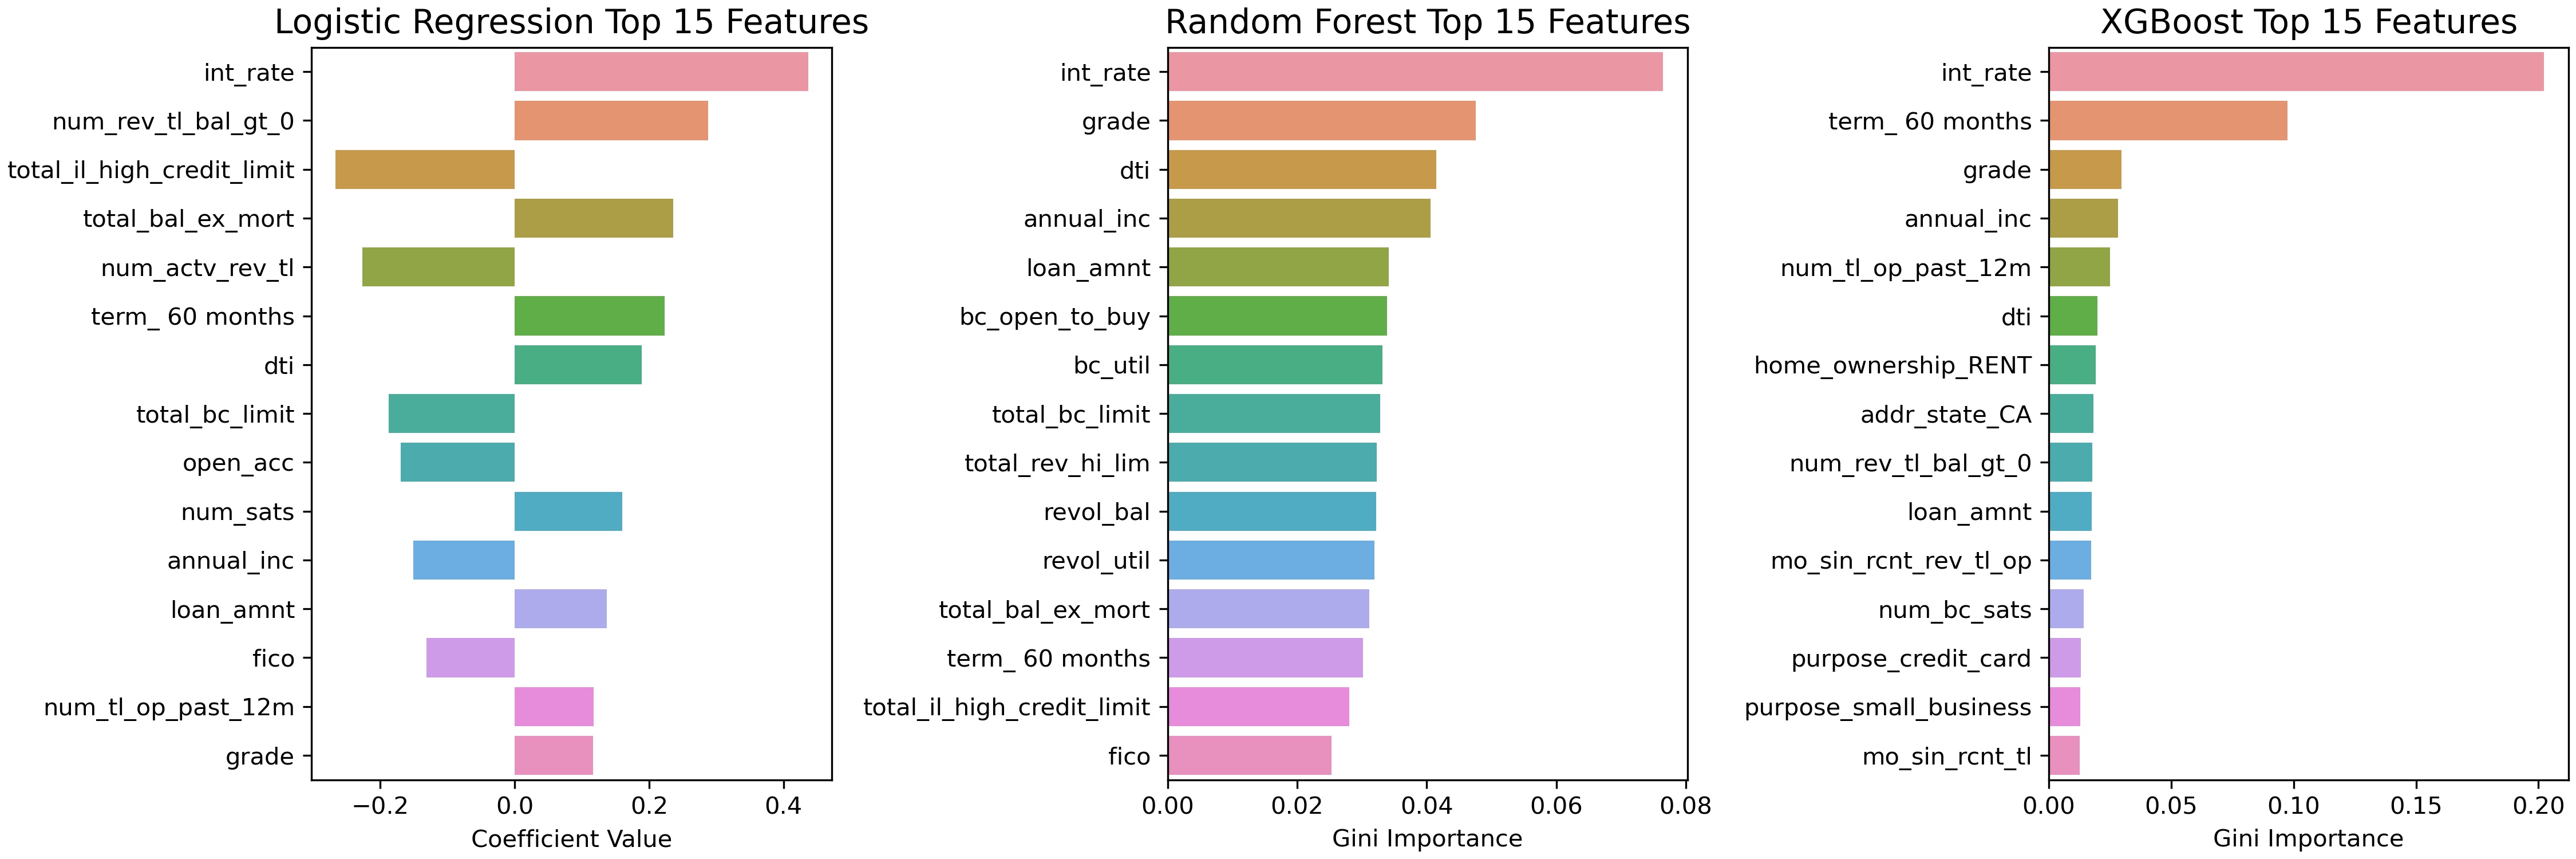 Logistic Regression Top 15 Features
int_rate
num_rev_tl_bal_gt_0
total_il_high_credit_limit
total_bal_ex_mort
num_actv_rev_tl
term_ 60 months
dti
total_bc_limit
open_acc
num_sats
annual_inc
loan_amnt
fico
num_tl_op_past_12m
grade
−0.2 0.0 0.2 0.4
Coefficient Value
Random Forest Top 15 Features
int_rate
grade
dti
annual_inc
loan_amnt
bc_open_to_buy
bc_util
total_bc_limit
total_rev_hi_lim
revol_bal
revol_util
total_bal_ex_mort
term_ 60 months
total_il_high_credit_limit
fico
0.00 0.02 0.04 0.06 0.08
Gini Importance
XGBoost Top 15 Features
int_rate
term_ 60 months
grade
annual_inc
num_tl_op_past_12m
dti
home_ownership_RENT
addr_state_CA
num_rev_tl_bal_gt_0
loan_amnt
mo_sin_rcnt_rev_tl_op
num_bc_sats
purpose_credit_card
purpose_small_business
mo_sin_rcnt_tl
0.00 0.05 0.10 0.15 0.20
Gini Importance